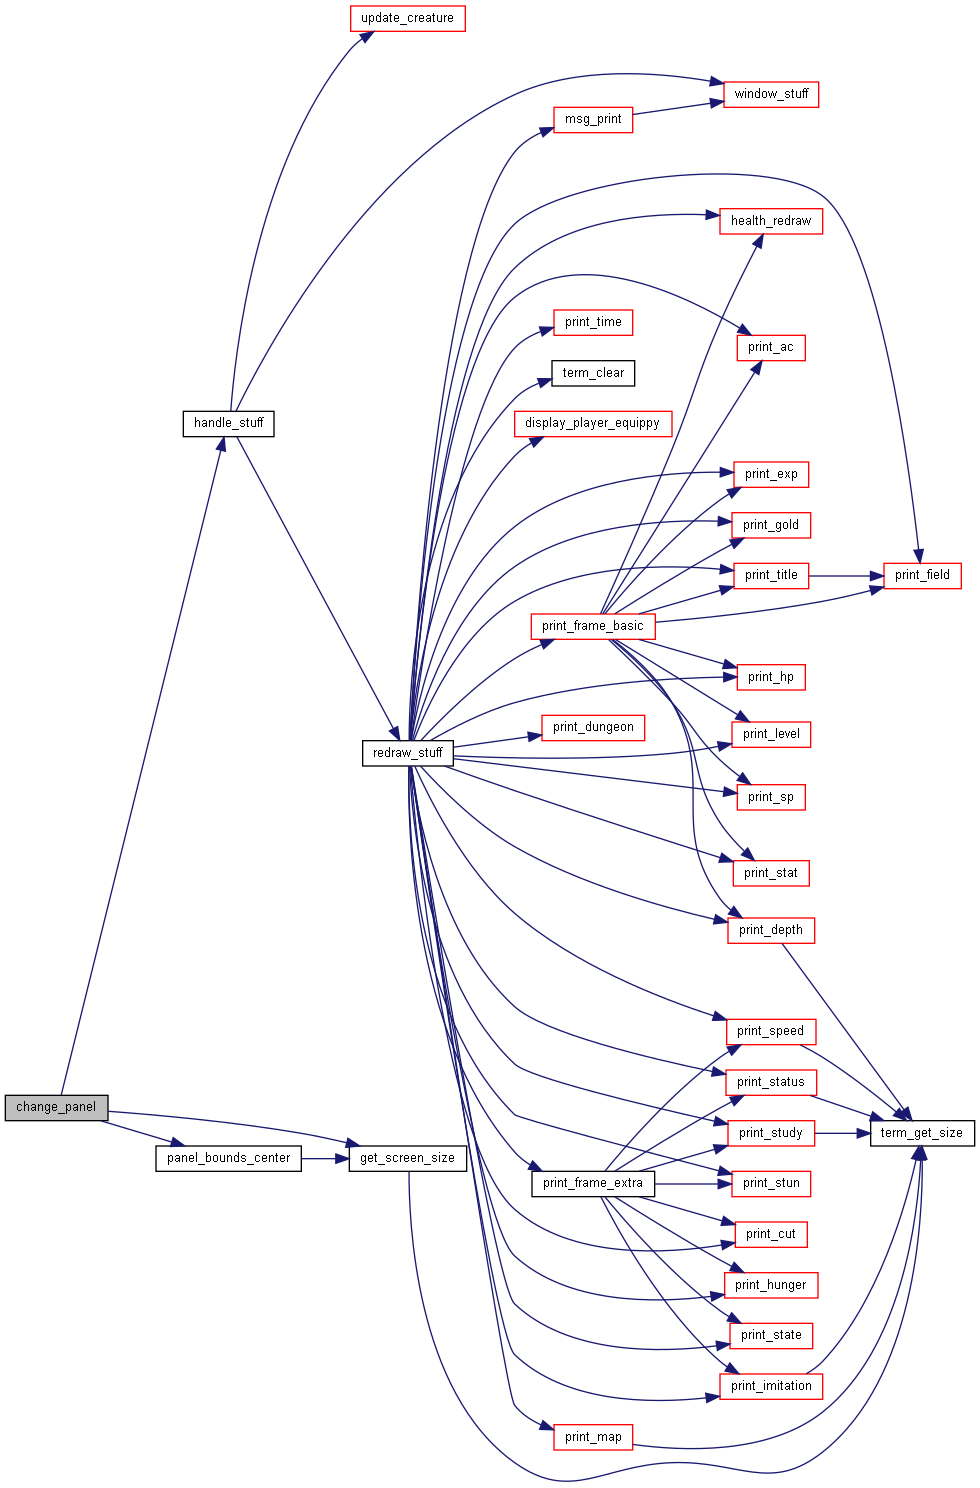 update_creature
window_stuff
msg_print
health_redraw
print_time
print_ac
term_clear
display_player_equippy
handle_stuff
print_exp
print_gold
print_title
print_field
print_frame_basic
print_hp
print_dungeon
print_level
redraw_stuff
print_sp
print_stat
print_depth
print_speed
print_status
change_panel
print_study
term_get_size
panel_bounds_center
get_screen_size
print_frame_extra
print_stun
print_cut
print_hunger
print_state
print_imitation
print_map